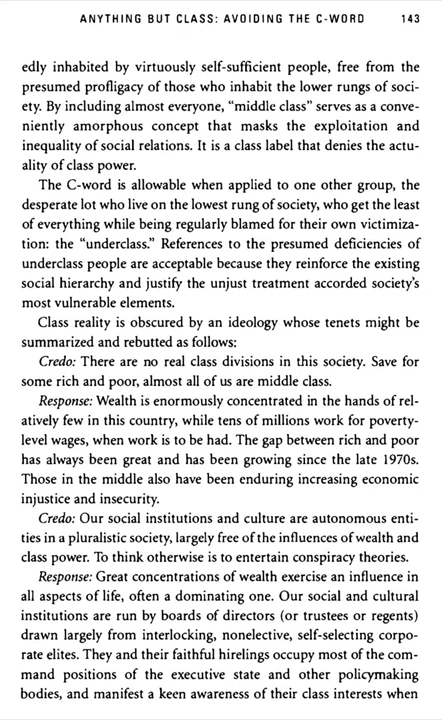 ANYTHING BUT CLASS: AVOIDING THE C-WORD 143
edly inhabited by virtuously self-sufficient people, free from the
presumed profligacy of those who inhabit the lower rungs of soci-
ety. By including almost everyone, “middle class” serves as a conve-
niently amorphous concept that masks the exploitation and
inequality of social relations. It is a class label that denies the actu-
ality of class power.
The C-word is allowable when applied to one other group, the
desperate lot who live on the lowest rung of society, who get the least
of everything while being regularly blamed for their own victimiza-
tion: the “underclass.” References to the presumed deficiencies of
underclass people are acceptable because they reinforce the existing
social hierarchy and justify the unjust treatment accorded society’s
most vulnerable elements.
Class reality is obscured by an ideology whose tenets might be
summarized and rebutted as follows:
Credo: There are no real class divisions in this society. Save for
some rich and poor, almost all of us are middle class.
Response: Wealth is enormously concentrated in the hands of rel-
atively few in this country, while tens of millions work for poverty-
level wages, when work is to be had. The gap between rich and poor
has always been great and has been growing since the late 1970s.
Those in the middle also have been enduring increasing economic
injustice and insecurity.
Credo: Our social institutions and culture are autonomous enti-
ties in a pluralistic society, largely free of the influences of wealth and
class power. To think otherwise is to entertain conspiracy theories.
Response: Great concentrations of wealth exercise an influence in
all aspects of life, often a dominating one. Our social and cultural
institutions are run by boards of directors (or trustees or regents)
drawn largely from interlocking, nonelective, self-selecting corpo-
rate elites. They and their faithful hirelings occupy most of the com-
mand positions of the executive state and other policymaking
bodies, and manifest a keen awareness of their class interests when